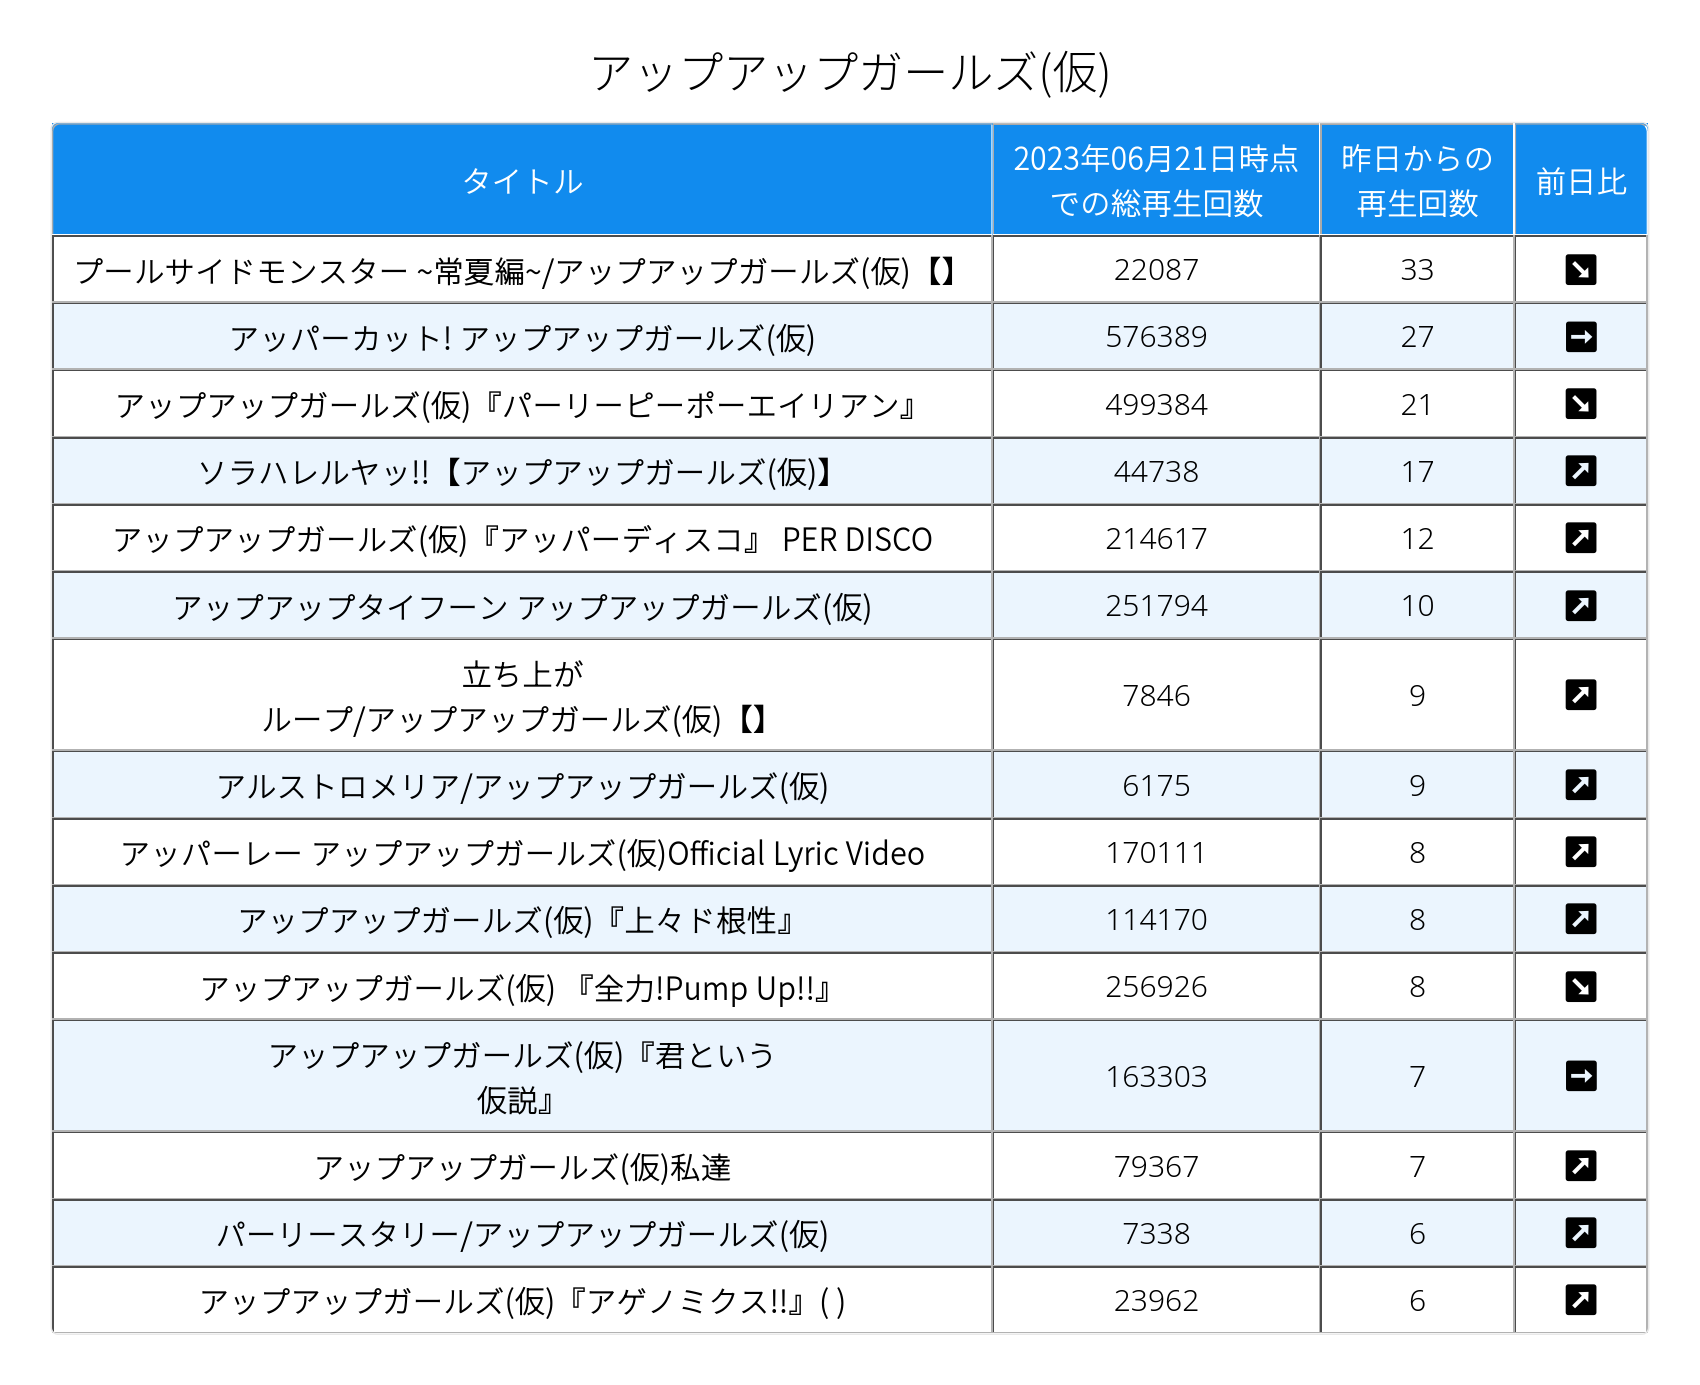 アップアップガールズ(仮)
タイトル 2023年06月21日時点での総再生回数 昨日からの再生回数 前日比
プールサイドモンスター ~常夏編~/アップアップガールズ(仮)【】 22087 33
アッパーカット! アップアップガールズ(仮) 576389 27
アップアップガールズ(仮)『パーリーピーポーエイリアン』 499384 21
ソラハレルヤッ!!【アップアップガールズ(仮)】 44738 17
アップアップガールズ(仮)『アッパーディスコ』 PER DISCO 214617 12
アップアップタイフーン アップアップガールズ(仮) 251794 10
立ち上が
ループ/アップアップガールズ(仮)【】 7846 9
アルストロメリア/アップアップガールズ(仮) 6175 9
アッパーレー アップアップガールズ(仮)Official Lyric Video 170111 8
アップアップガールズ(仮)『上々ド根性』 114170 8
アップアップガールズ(仮) 『全力!Pump Up!!』 256926 8
アップアップガールズ(仮)『君という
仮説』 163303 7
アップアップガールズ(仮)私達 79367 7
パーリースタリー/アップアップガールズ(仮) 7338 6
アップアップガールズ(仮)『アゲノミクス!!』( ) 23962 6